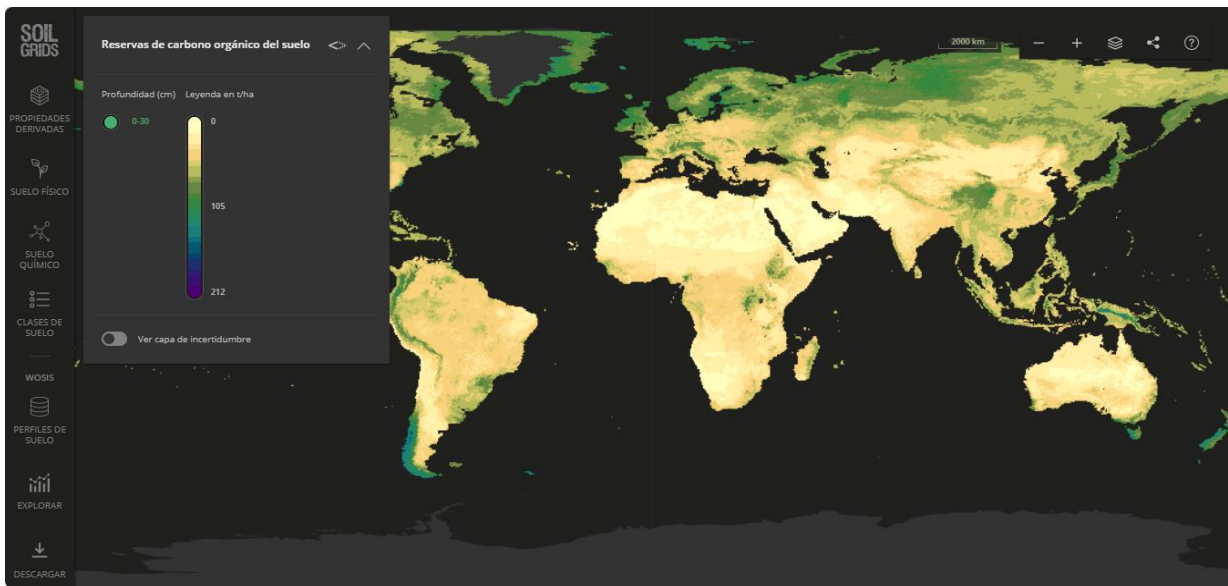 SOIL
GRIDS
PROPIEDADES
DERIVADAS
SUELO FÍSICO
SUELO
QUÍMICO
CLASES DE
SUELO
WOSIS
PERFILES DE
SUELO
EXPLORAR
DESCARGAR
Reservas de carbono orgánico del suelo
Profundidad (cm) Leyenda en t/ha
0-30
0
105
212
Ver capa de incertidumbre
2000 km